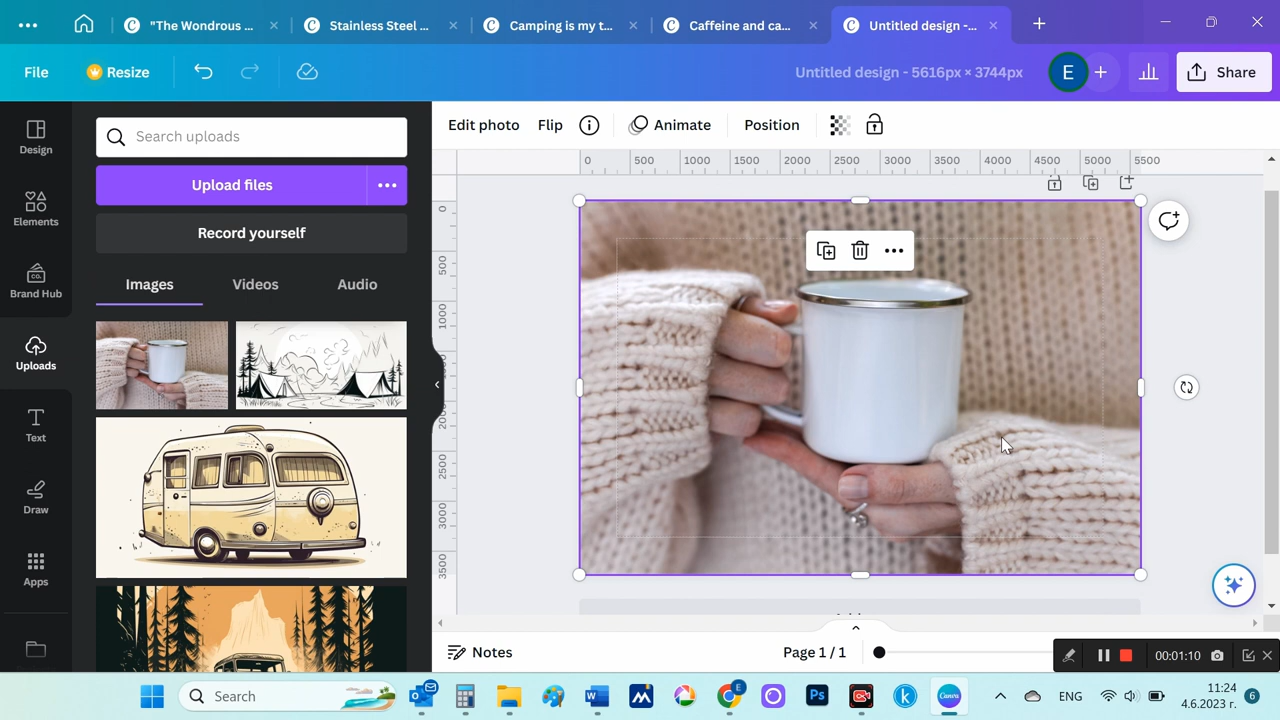 "The Wondrous ...
Stainless Steel ...
Camping is my t...
Caffeine and ca...
Untitled design -...
File
Resize
Untitled design - 5616px × 3744px
E
Share
Design
Elements
Brand Hub
Uploads
Text
Draw
Apps
Search uploads
Upload files
Record yourself
Images
Videos
Audio
Edit photo
Flip
Animate
Position
0 500 1000 1500 2000 2500 3000 3500 4000 4500 5000 5500
0
500
1000
2500
3000
3500
Notes
Page 1 / 1
00:01:10
Search
ENG
11:24
4.6.2023 г.
6